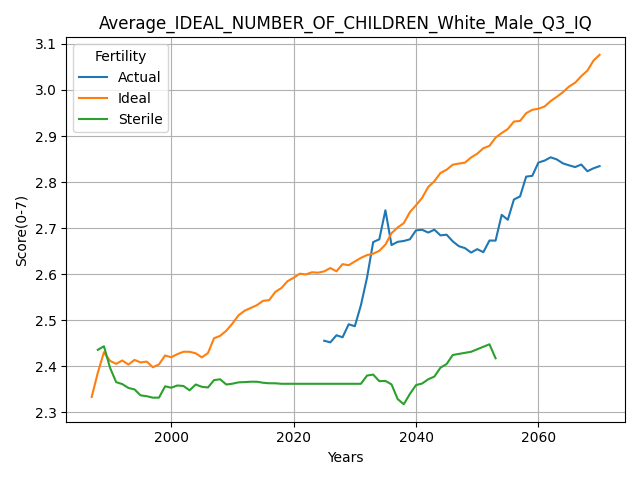 Average_IDEAL_NUMBER_OF_CHILDREN_White_Male_Q3_IQ
Fertility
Actual
Ideal
Sterile
3.1
3.0
2.9
2.8
2.7
2.6
2.5
2.4
2.3
Score(0-7)
2000
2020
2040
2060
Years